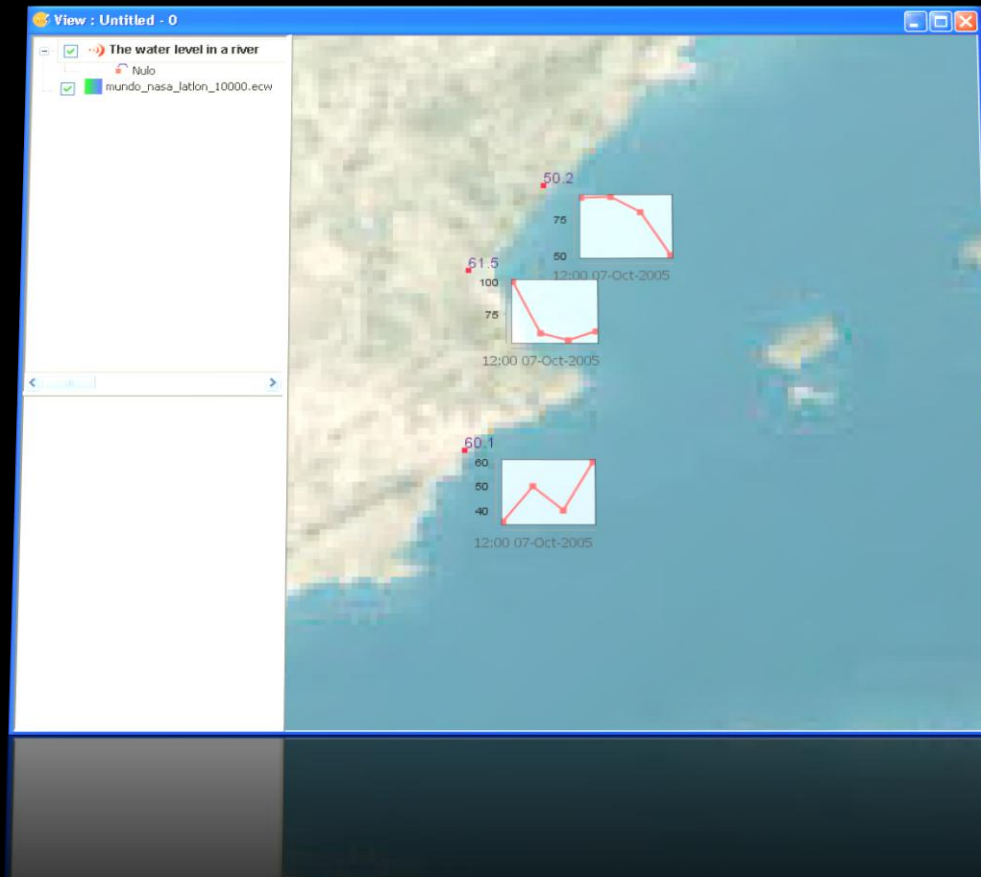 View : Untitled - 0
The water level in a river
Nulo
mundo_nasa_latlon_10000.ecw
50.2
75
50
12:00 07-Oct-2005
61.5
100
75
12:00 07-Oct-2005
60.1
60
50
40
12:00 07-Oct-2005